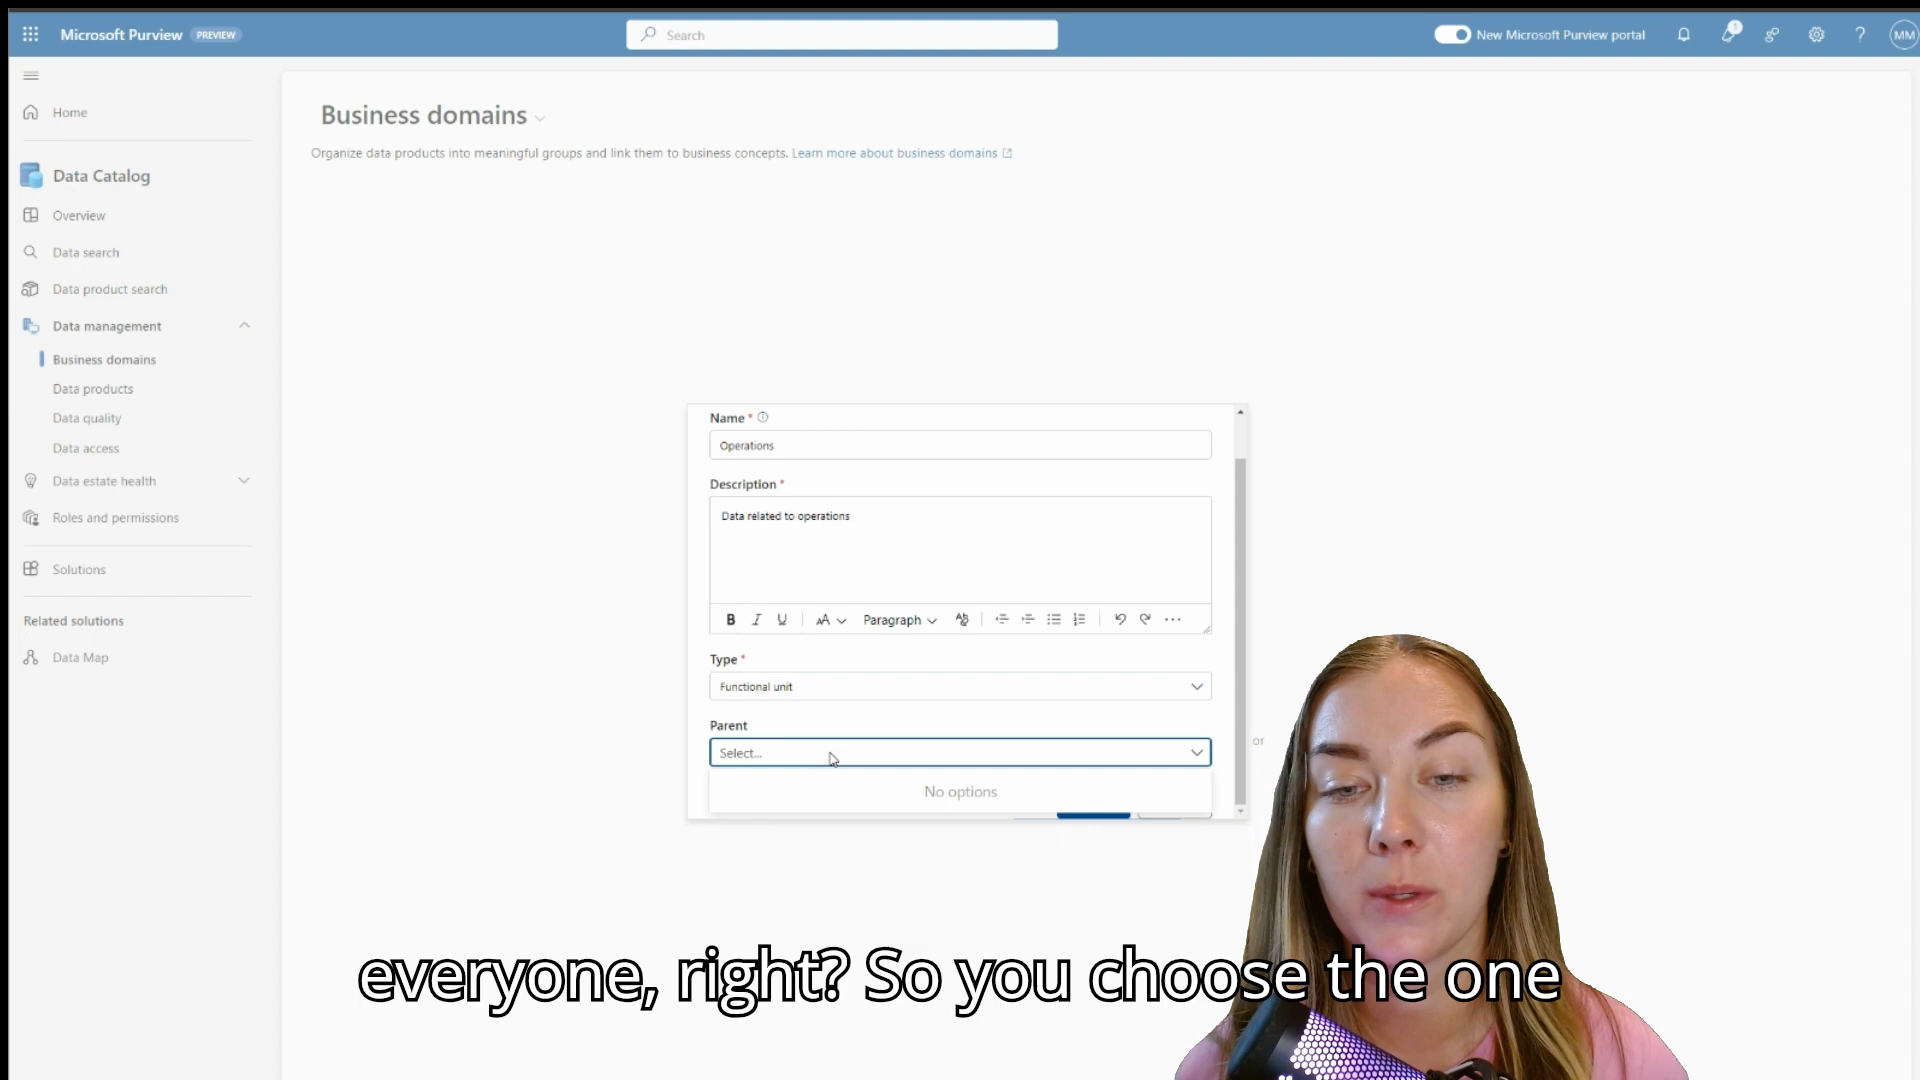 Microsoft Purview PREVIEW
Search
New Microsoft Purview portal
1
?
MM
Home
Data Catalog
Overview
Data search
Data product search
Data management
Business domains
Data products
Data quality
Data access
Data estate health
Roles and permissions
Solutions
Related solutions
Data Map
Business domains
Organize data products into meaningful groups and link them to business concepts. Learn more about business domains
Name *
Operations
Description *
Data related to operations
B I U AA Paragraph
Type *
Functional unit
Parent
Select...
No options
or
everyone, right? So you choose the one